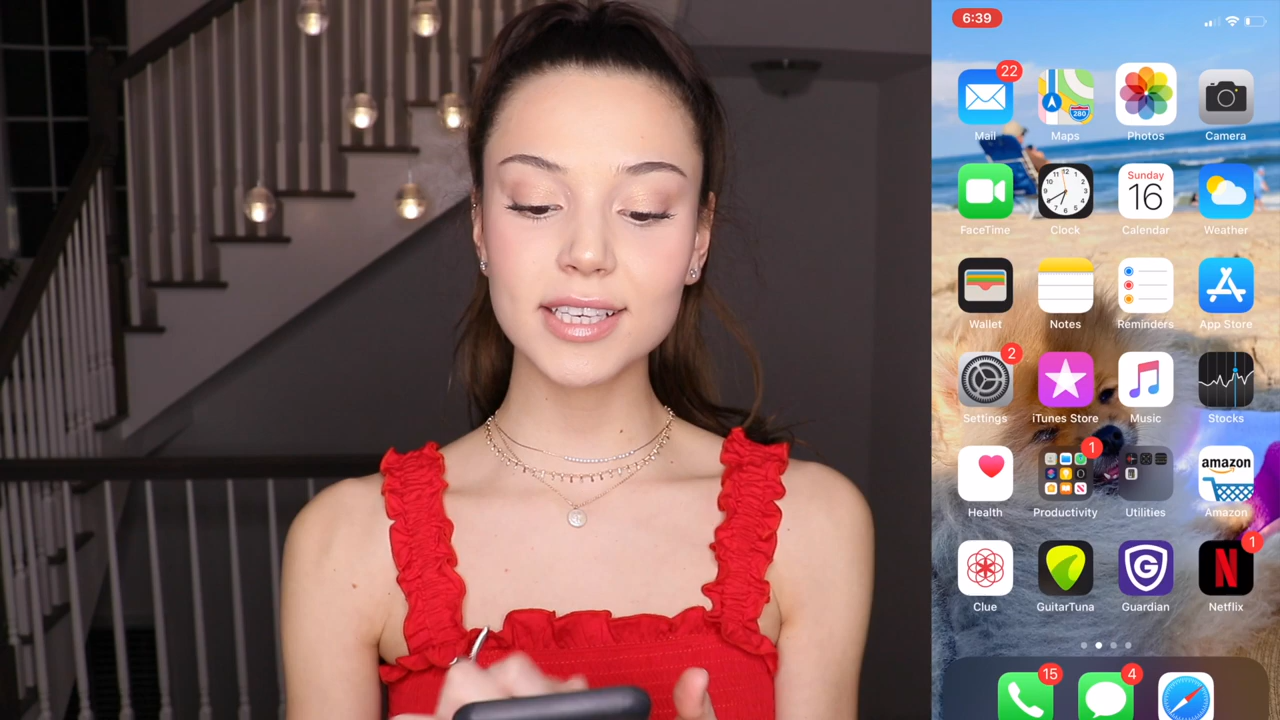 6:39
22
280
Mail Maps Photos Camera
Sunday
16
FaceTime Clock Calendar Weather
Wallet Notes Reminders App Store
2
Settings iTunes Store Music Stocks
1
amazon
Health Productivity Utilities Amazon
G
N
1
Clue GuitarTuna Guardian Netflix
15
4